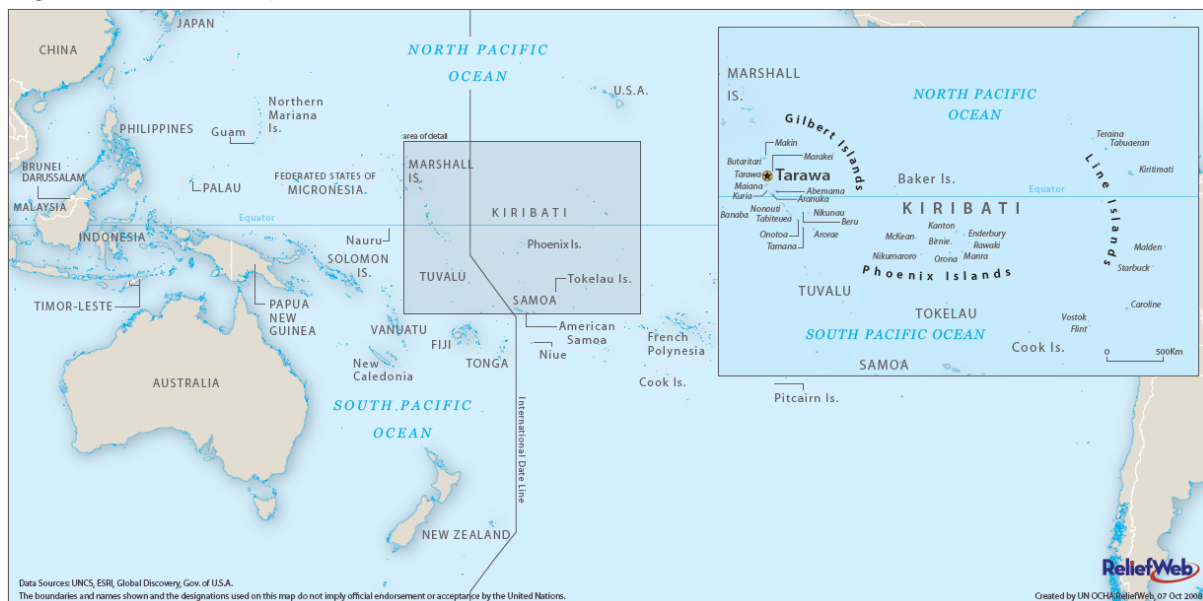 JAPAN
CHINA
NORTH PACIFIC
OCEAN
U.S.A.
Northern
Mariana
Is.
Guam
PHILIPPINES
area of detail
MARSHALL
IS.
BRUNEI
DARUSSALAM
PALAU
FEDERATED STATES OF
MICRONESIA
MALAYSIA
KIRIBATI
Equator
INDONESIA
Nauru
SOLOMON
IS.
Phoenix Is.
TUVALU
Tokelau Is.
SAMOA
TIMOR-LESTE
PAPUA
NEW
GUINEA
VANUATU
FIJI
American
Samoa
Niue
French
Polynesia
TONGA
New
Caledonia
Cook Is.
AUSTRALIA
Pitcairn Is.
SOUTH PACIFIC
OCEAN
International Date Line
NEW ZEALAND
MARSHALL
IS.
NORTH PACIFIC
OCEAN
Gilbert Islands
Makin
Butaritari
Marakei
Tarawa
Tarawa
Maiana
Abemama
Kuria
Aranuka
Banaba
Nonouti
Tabiteuea
Nikunau
Beru
Onotoa
Tamana
Arorae
Baker Is.
Equator
KIRIBATI
Kanton
McKean
Birnie
Enderbury
Rawaki
Nikumaroro
Orona
Manra
Phoenix Islands
Teraina
Tabuaeran
Kiritimati
Line Islands
Malden
Starbuck
Caroline
Vostok
Flint
TUVALU
TOKELAU
SOUTH PACIFIC OCEAN
Cook Is.
SAMOA
0 500Km
ReliefWeb
Data Sources: UNCS, ESRI, Global Discovery, Gov. of U.S.A.
The boundaries and names shown and the designations used on this map do not imply official endorsement or acceptance by the United Nations.
Created by UN OCHA ReliefWeb, 07 Oct 2008